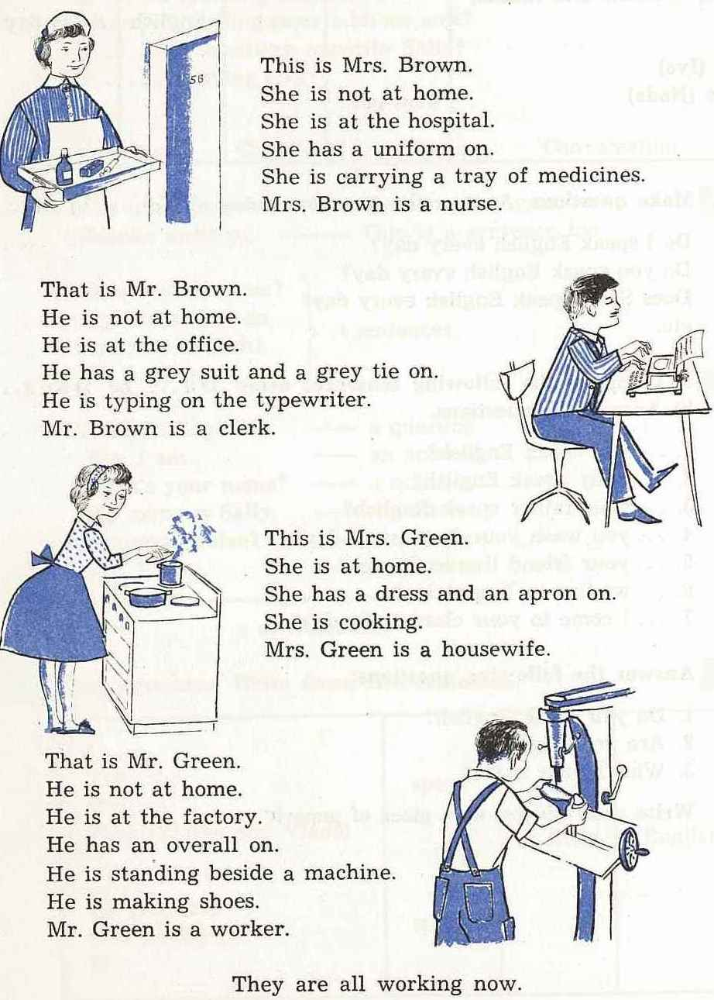 56
This is Mrs. Brown.
She is not at home.
She is at the hospital.
She has a uniform on.
She is carrying a tray of medicines.
Mrs. Brown is a nurse.
That is Mr. Brown.
He is not at home.
He is at the office.
He has a grey suit and a grey tie on.
He is typing on the typewriter.
Mr. Brown is a clerk.
This is Mrs. Green.
She is at home.
She has a dress and an apron on.
She is cooking.
Mrs. Green is a housewife.
That is Mr. Green.
He is not at home.
He is at the factory.
He has an overall on.
He is standing beside a machine.
He is making shoes.
Mr. Green is a worker.
They are all working now.